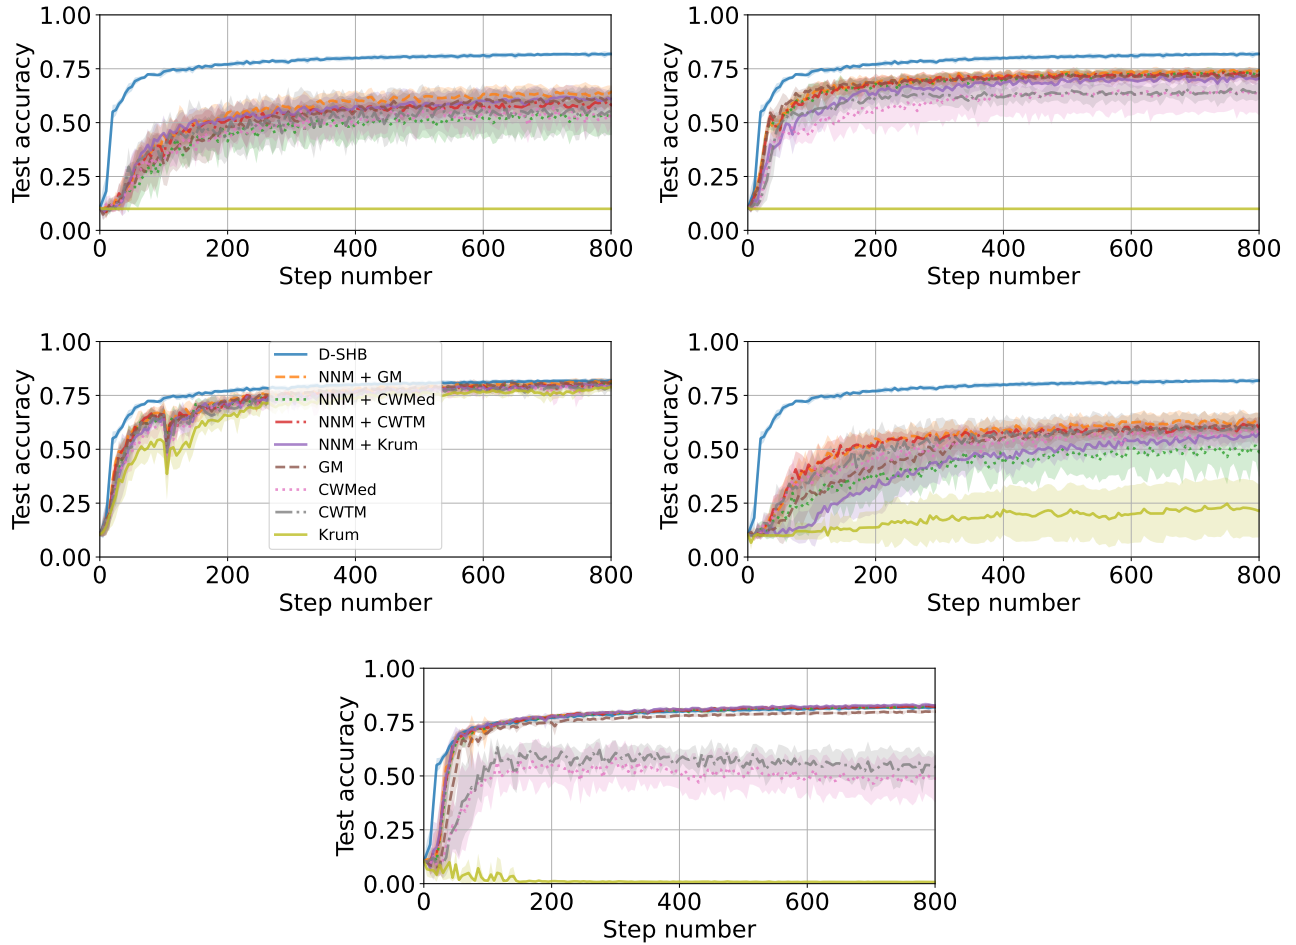 1.00
0.75
0.50
0.25
0.00
Test accuracy
0 200 400 600 800
Step number
1.00
0.75
0.50
0.25
0.00
Test accuracy
0 200 400 600 800
Step number
1.00
0.75
0.50
0.25
0.00
Test accuracy
D-SHB
NNM + GM
NNM + CWMed
NNM + CWTM
NNM + Krum
GM
CWMed
CWTM
Krum
0 200 400 600 800
Step number
1.00
0.75
0.50
0.25
0.00
Test accuracy
0 200 400 600 800
Step number
1.00
0.75
0.50
0.25
0.00
Test accuracy
0 200 400 600 800
Step number